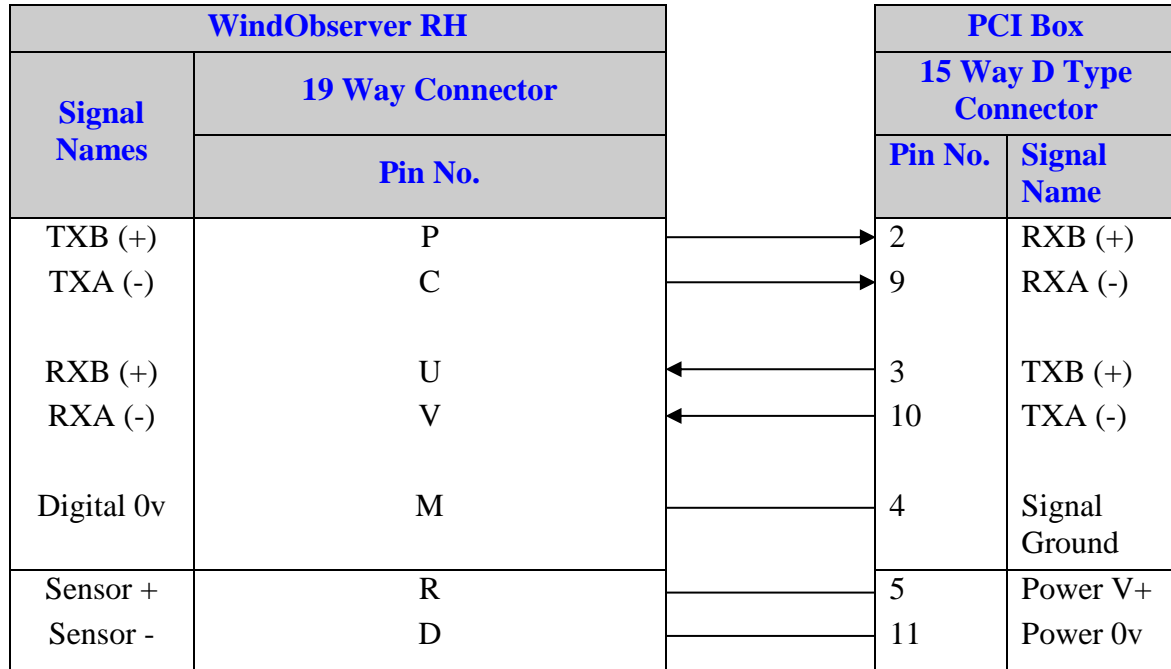 WindObserver RH PCI Box
Signal Names 19 Way Connector 15 Way D Type Connector
Pin No. Pin No. Signal Name
TXB (+) P 2 RXB (+)
TXA (-) C 9 RXA (-)
RXB (+) U 3 TXB (+)
RXA (-) V 10 TXA (-)
Digital 0v M 4 Signal Ground
Sensor + R 5 Power V+
Sensor - D 11 Power 0v